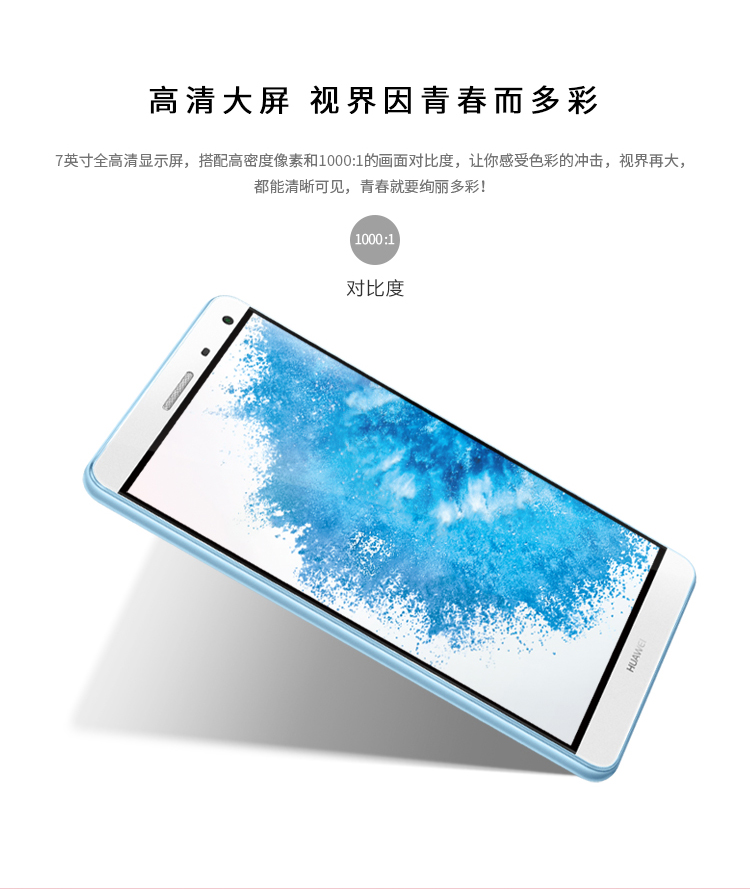 高清大屏 视界因青春而多彩
7英寸全高清显示屏，搭配高密度像素和1000:1的画面对比度，让你感受色彩的冲击，视界再大，
都能清晰可见，青春就要绚丽多彩！
1000:1
对比度
HUAWEI